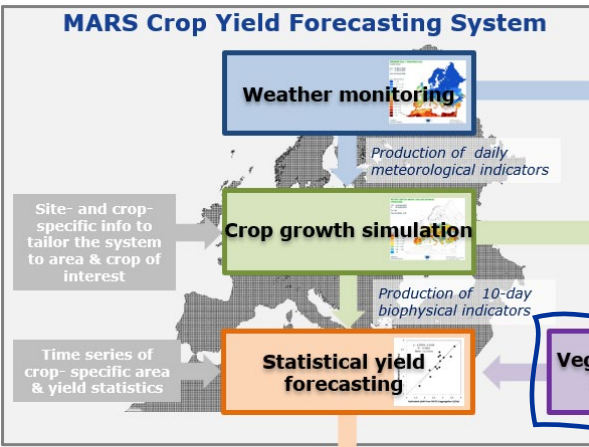 MARS Crop Yield Forecasting System
Weather monitoring
Production of daily
meteorological indicators
Site- and crop-
specific info to
tailor the system
to area & crop of
interest
Crop growth simulation
Production of 10-day
biophysical indicators
Time series of
crop- specific area
& yield statistics
Statistical yield
forecasting